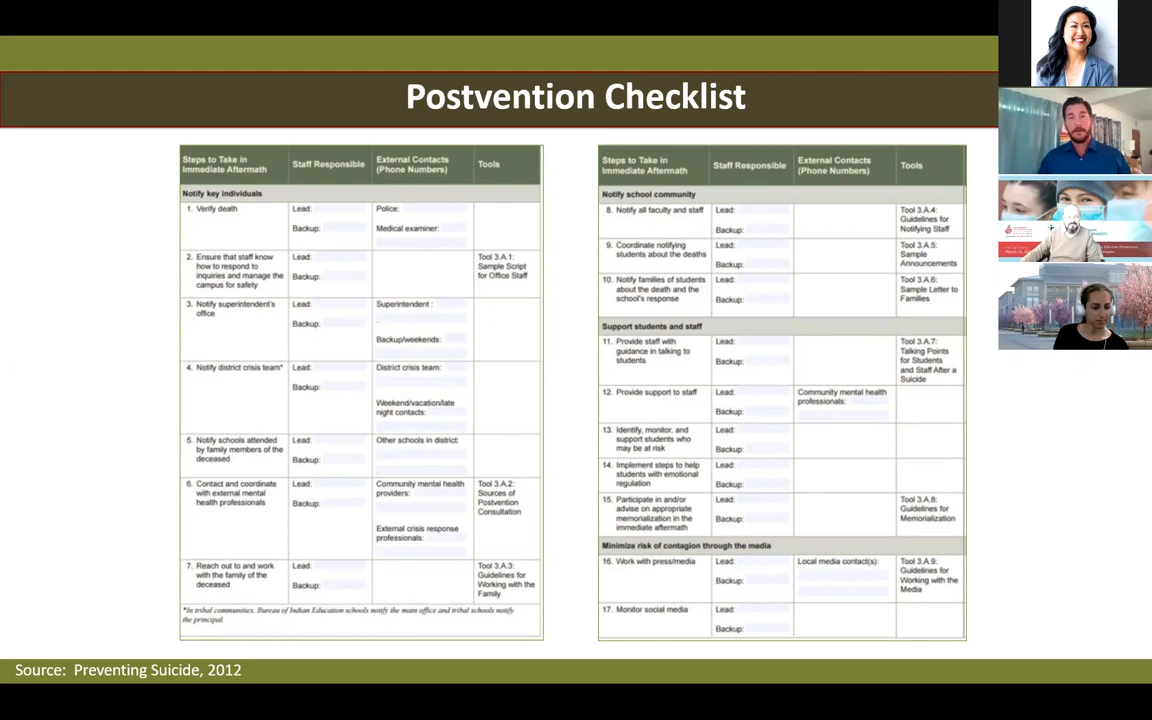 Postvention Checklist
Steps to Take in
Immediate Aftermath
Staff Responsible
External Contacts
(Phone Numbers)
Tools
Notify key individuals
1. Verify death
Lead:
Backup:
Police:
Medical examiner:
2. Ensure that staff know
how to respond to
inquiries and manage the
campus for safety
Lead:
Backup:
Tool 3.A.1:
Sample Script
for Office Staff
3. Notify superintendent's
office
Lead:
Backup:
Superintendent :
Backup/weekends:
4. Notify district crisis team*
Lead:
Backup:
District crisis team:
Weekend/vacation/late
night contacts:
5. Notify schools attended
by family members of the
deceased
Lead:
Backup:
Other schools in district:
6. Contact and coordinate
with external mental
health professionals
Lead:
Backup:
Community mental health
providers:
External crisis response
professionals:
Tool 3.A.2:
Sources of
Postvention
Consultation
7. Reach out to and work
with the family of the
deceased
Lead:
Backup:
Tool 3.A.3:
Guidelines for
Working with the
Family
*In tribal communities, Bureau of Indian Education schools notify the main office and tribal schools notify
the principal.
Steps to Take in
Immediate Aftermath
Staff Responsible
External Contacts
(Phone Numbers)
Tools
Notify school community
8. Notify all faculty and staff
Lead:
Backup:
Tool 3.A.4:
Guidelines for
Notifying Staff
9. Coordinate notifying
students about the deaths
Lead:
Backup:
Tool 3.A.5:
Sample
Announcements
10. Notify families of students
about the death and the
school's response
Lead:
Backup:
Tool 3.A.6:
Sample Letter to
Families
Support students and staff
11. Provide staff with
guidance in talking to
students
Lead:
Backup:
Tool 3.A.7:
Talking Points
for Students
and Staff After a
Suicide
12. Provide support to staff
Lead:
Backup:
Community mental health
professionals:
13. Identify, monitor, and
support students who
may be at risk
Lead:
Backup:
14. Implement steps to help
students with emotional
regulation
Lead:
Backup:
15. Participate in and/or
advise on appropriate
memorialization in the
immediate aftermath
Lead:
Backup:
Tool 3.A.8:
Guidelines for
Memorialization
Minimize risk of contagion through the media
16. Work with press/media
Lead:
Backup:
Local media contact(s):
Tool 3.A.9:
Guidelines for
Working with the
Media
17. Monitor social media
Lead:
Backup:
Source: Preventing Suicide, 2012